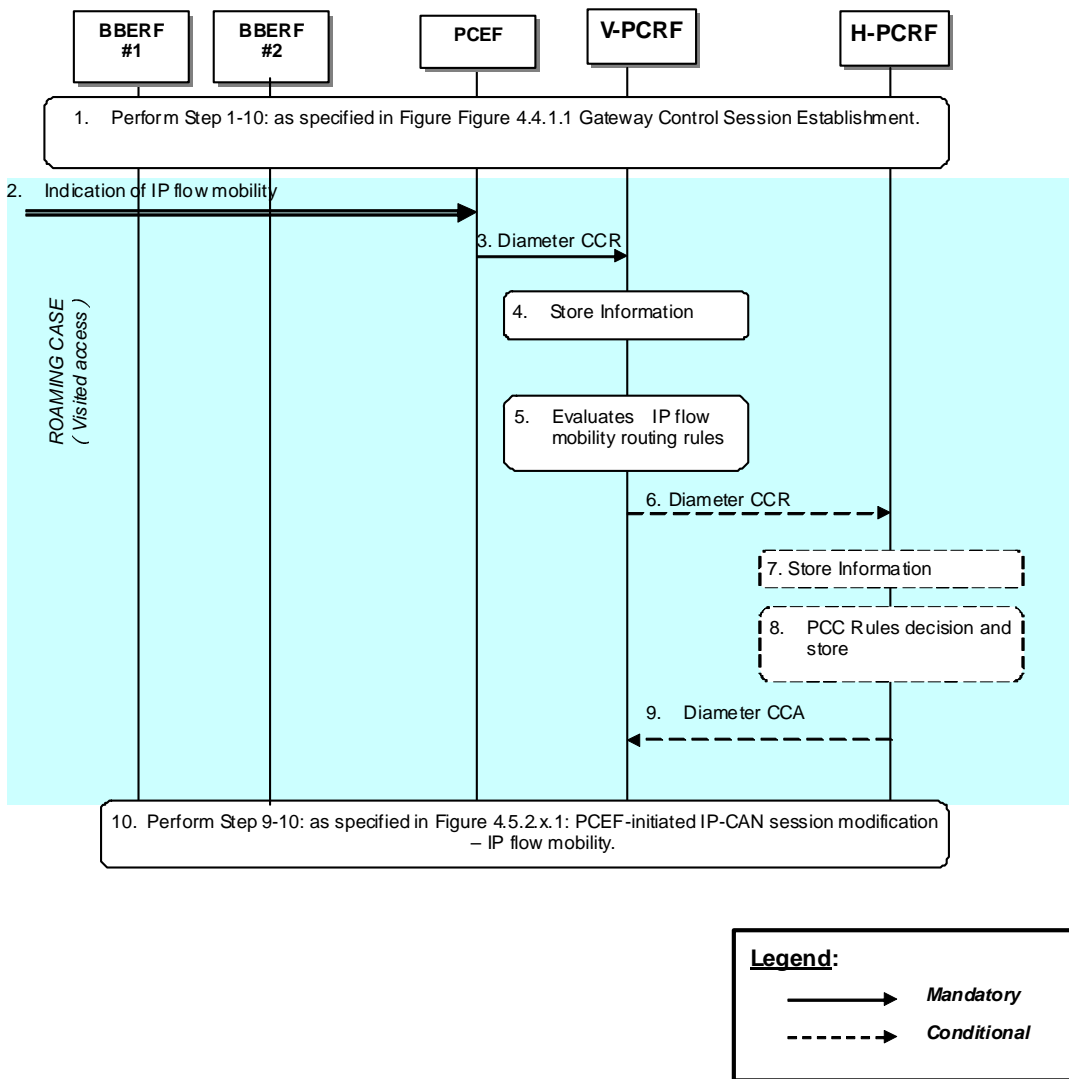 BBERF
#1
BBERF
#2
PCEF
V-PCRF
H-PCRF
1. Perform Step 1-10: as specified in Figure Figure 4.4.1.1 Gateway Control Session Establishment.
2. Indication of IP flow mobility
3. Diameter CCR
ROAMING CASE
( Visited access )
4. Store Information
5. Evaluates IP flow
mobility routing rules
6. Diameter CCR
7. Store Information
8. PCC Rules decision and
store
9. Diameter CCA
10. Perform Step 9-10: as specified in Figure 4.5.2.x.1: PCEF-initiated IP-CAN session modification
– IP flow mobility.
Legend:
Mandatory
Conditional